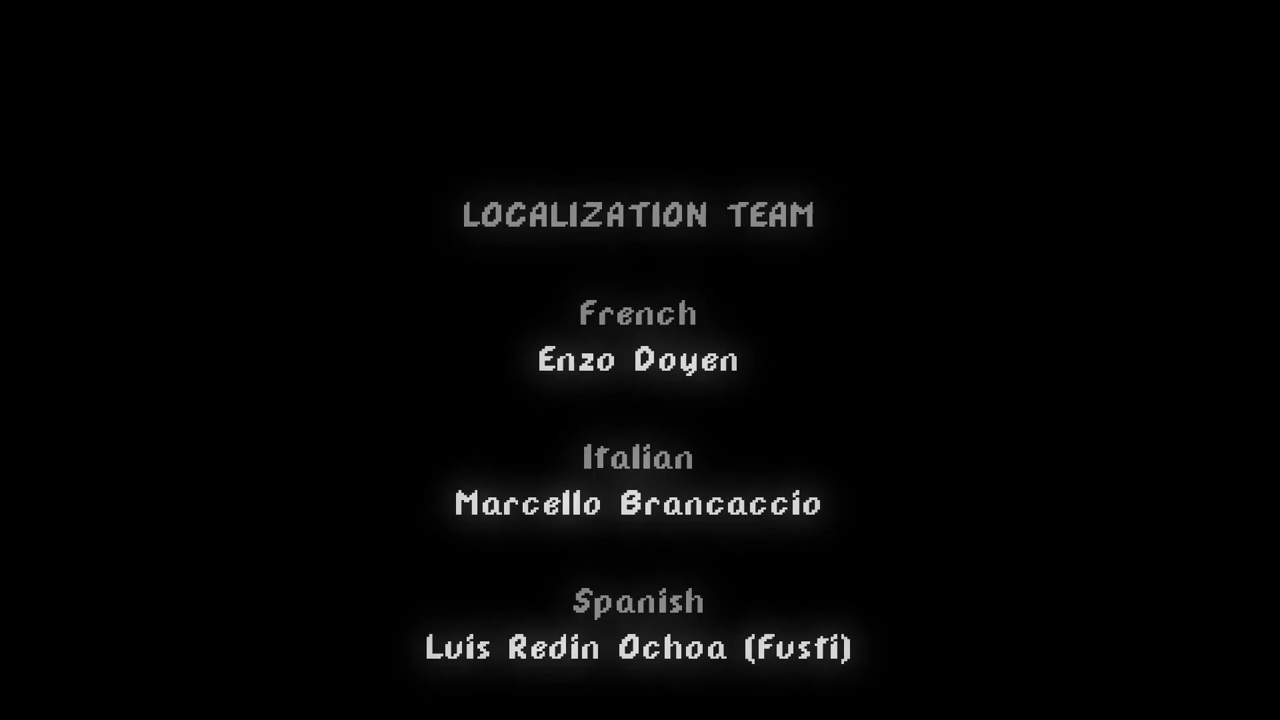 LOCALIZATION TEAM
French
Enzo Doyen
Italian
Marcello Brancaccio
Spanish
Luis Redin Ochoa (Fusti)